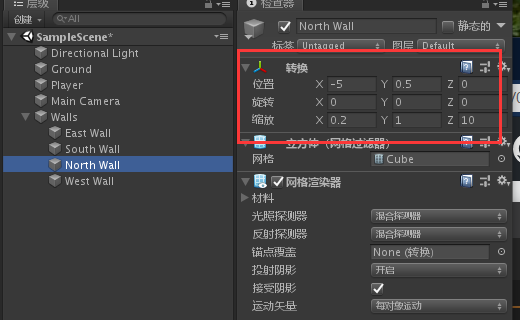 层级
创建 All
SampleScene*
Directional Light
Ground
Player
Main Camera
Walls
East Wall
South Wall
North Wall
West Wall
检查器
North Wall 静态的
标签 Untagged 图层 Default
转换
位置 X -5 Y 0.5 Z 0
旋转 X 0 Y 0 Z 0
缩放 X 0.2 Y 1 Z 10
立方体（网格过滤器）
网格 Cube
网格渲染器
材料
光照探测器 混合探测器
反射探测器 混合探测器
锚点覆盖 None (转换)
投射阴影 开启
接受阴影
运动矢量 每对象运动